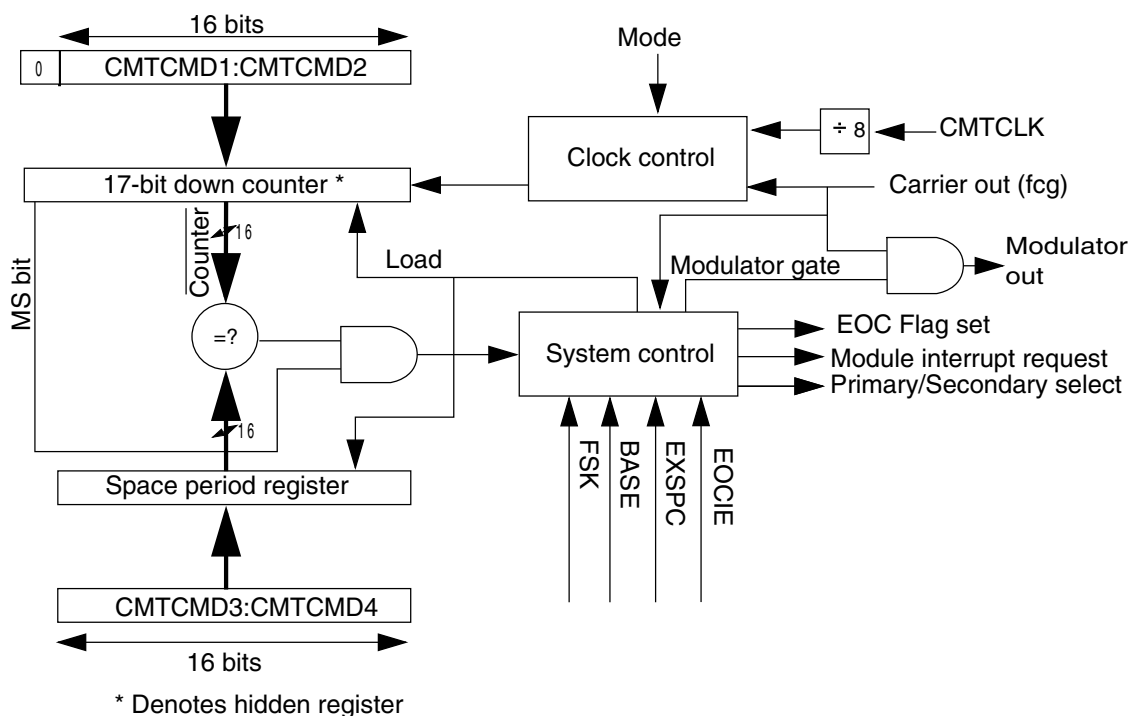 16 bits
0
CMTCMD1:CMTCMD2
Mode
÷ 8
CMTCLK
Clock control
17-bit down counter *
Carrier out (fcg)
Counter
16
MS bit
Load
Modulator gate
Modulator
out
=?
System control
EOC Flag set
Module interrupt request
Primary/Secondary select
16
FSK
BASE
EXSPC
EOCIE
Space period register
CMTCMD3:CMTCMD4
16 bits
* Denotes hidden register